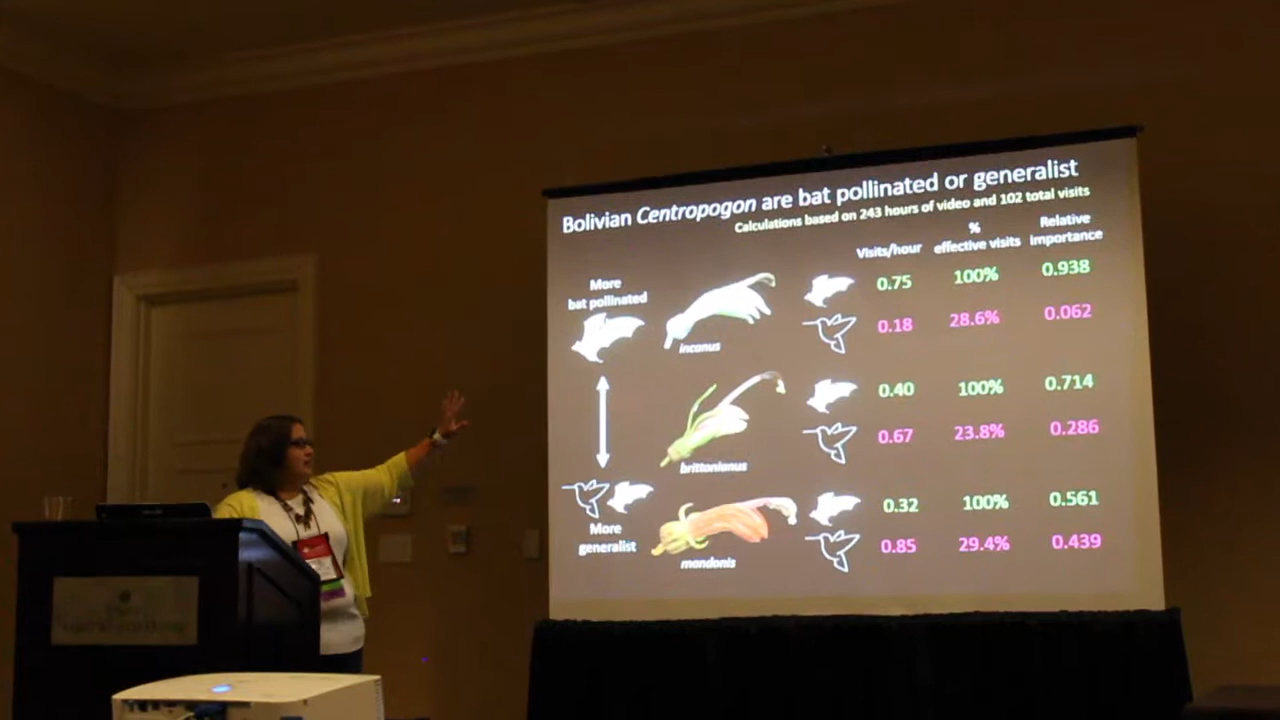 Bolivian Centropogon are bat pollinated or generalist
Calculations based on 243 hours of video and 102 total visits
Visits/hour
%
effective visits
Relative
importance
More
bat pollinated
incanus
0.75 100% 0.938
0.18 28.6% 0.062
brittonianus
0.40 100% 0.714
0.67 23.8% 0.286
More
generalist
mandonis
0.32 100% 0.561
0.85 29.4% 0.439